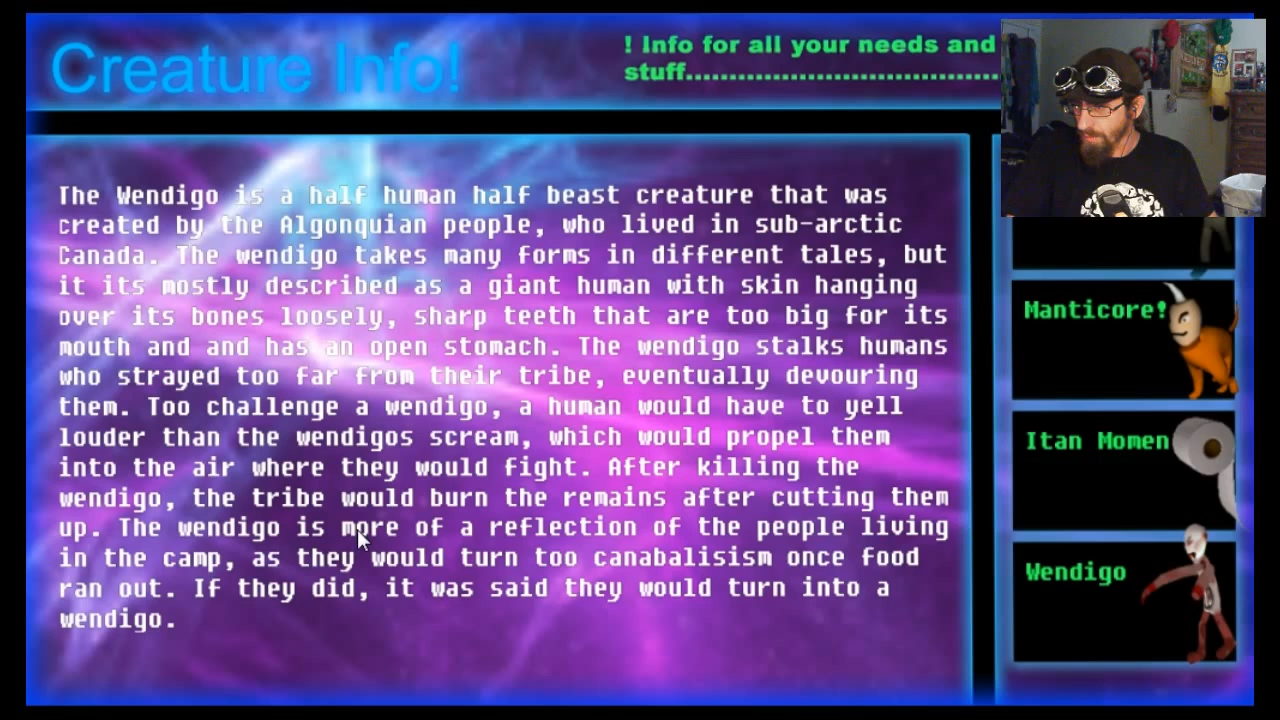 Creature Info!
! Info for all your needs and
stuff....................................
The Wendigo is a half human half beast creature that was
created by the Algonquian people, who lived in sub-arctic
Canada. The wendigo takes many forms in different tales, but
it its mostly described as a giant human with skin hanging
over its bones loosely, sharp teeth that are too big for its
mouth and and has an open stomach. The wendigo stalks humans
who strayed too far from their tribe, eventually devouring
them. Too challenge a wendigo, a human would have to yell
louder than the wendigos scream, which would propel them
into the air where they would fight. After killing the
wendigo, the tribe would burn the remains after cutting them
up. The wendigo is more of a reflection of the people living
in the camp, as they would turn too canabalisism once food
ran out. If they did, it was said they would turn into a
wendigo.
Manticore!
Itan Momen
Wendigo